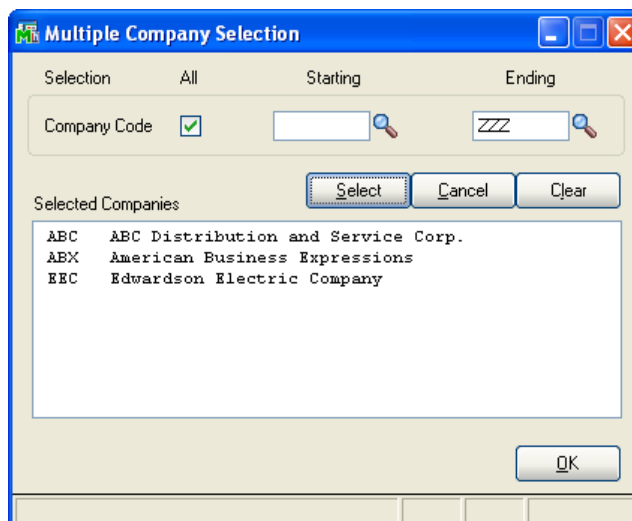 Multiple Company Selection
Selection All Starting Ending
Company Code ZZZ
Select Cancel Clear
Selected Companies
ABC ABC Distribution and Service Corp.
ABX American Business Expressions
EEC Edwardson Electric Company
OK